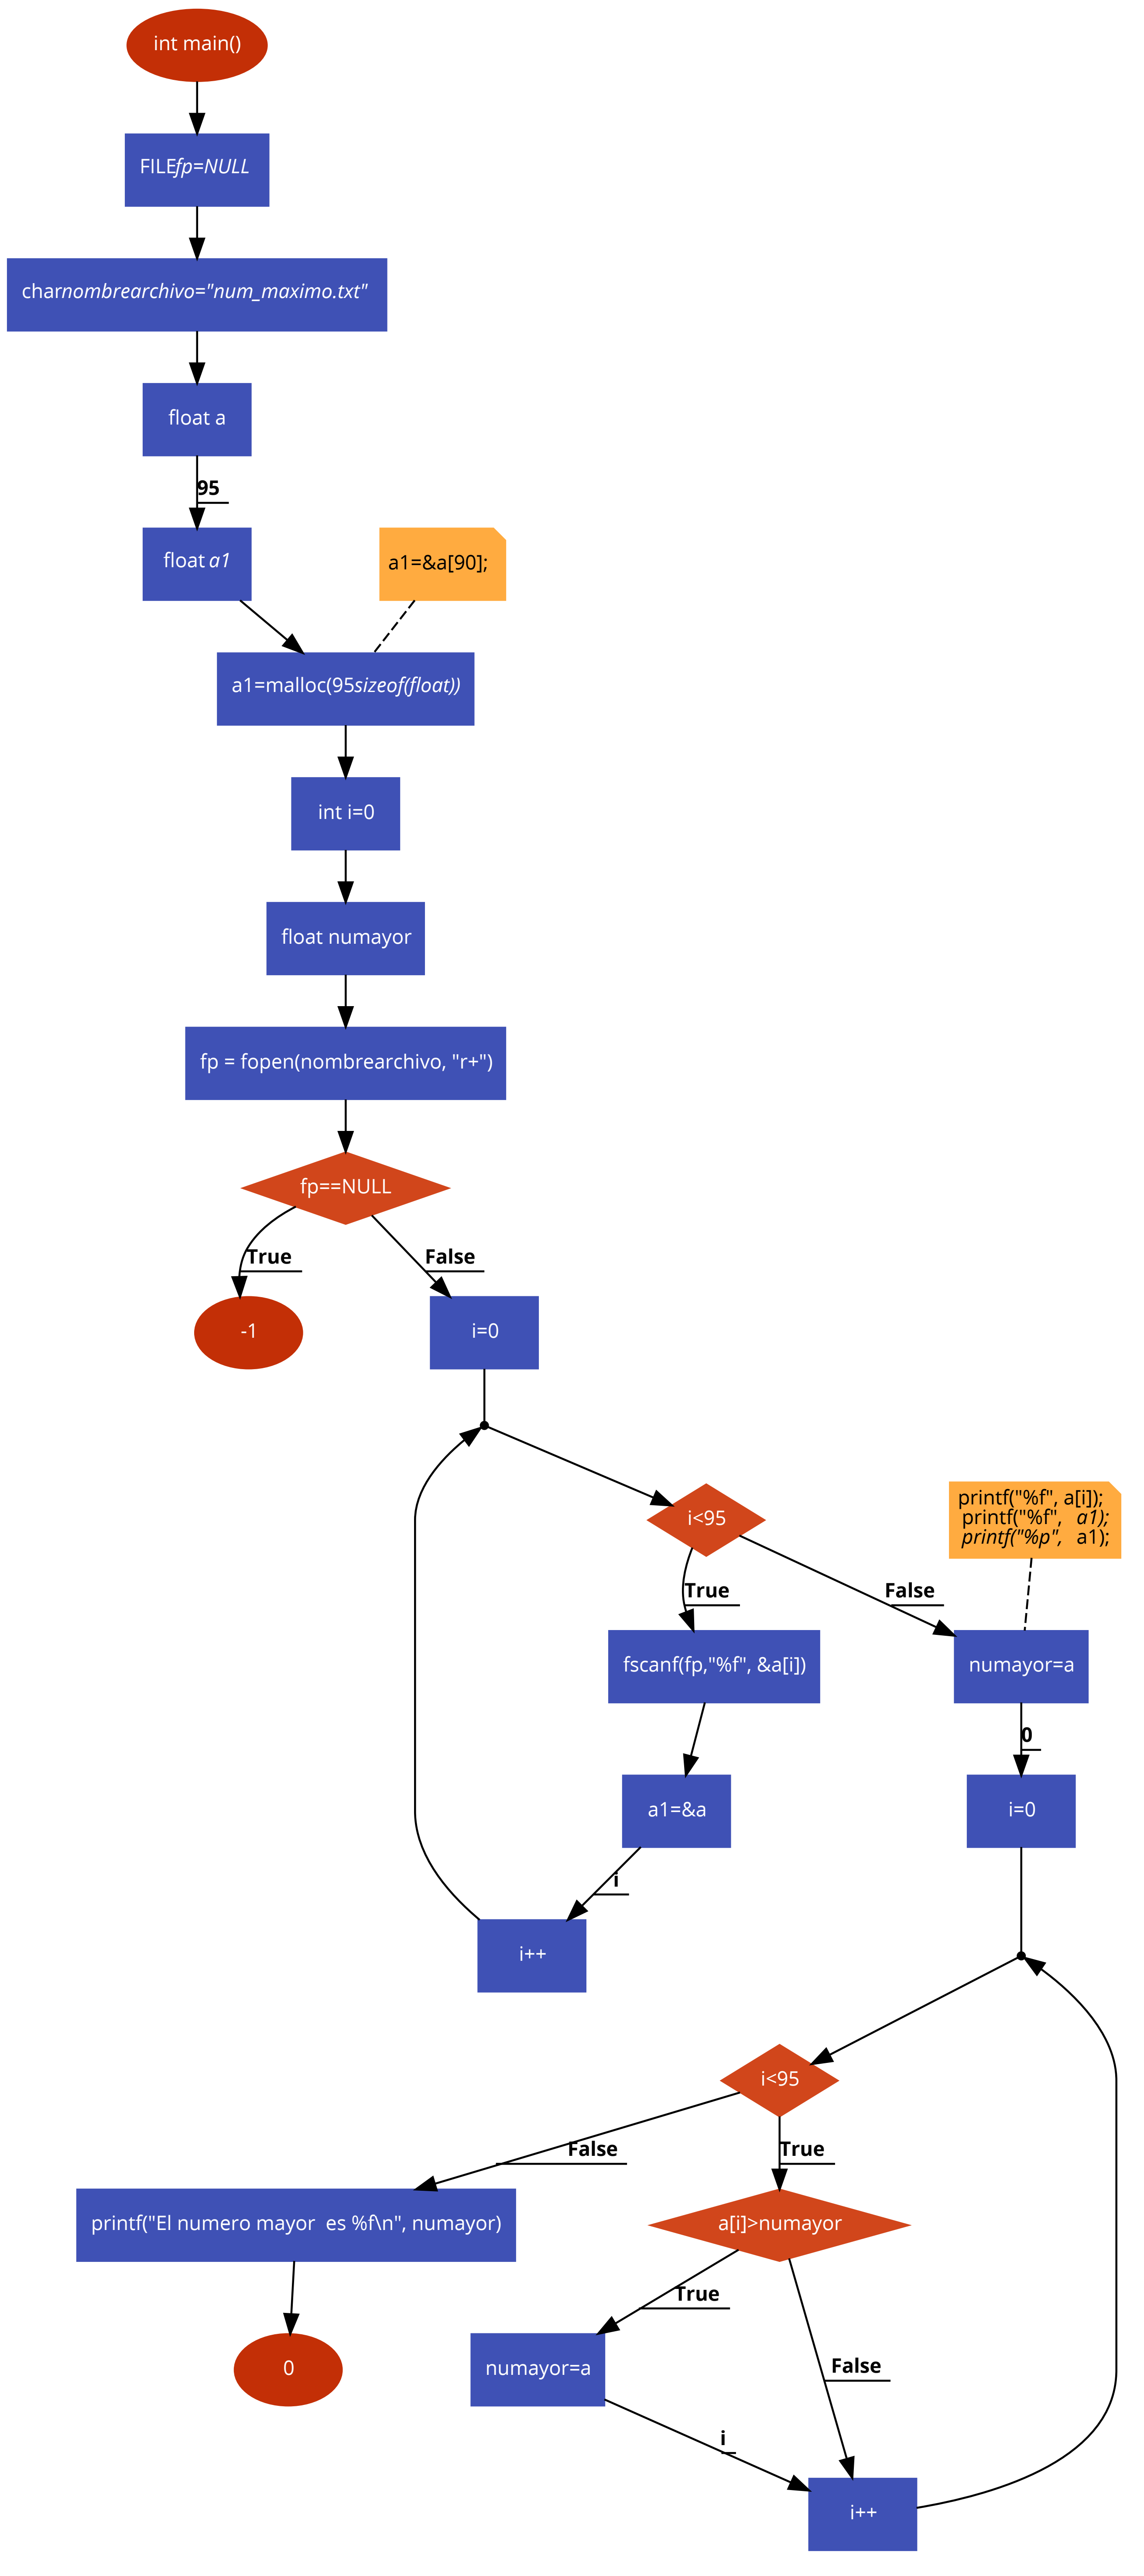 int main()
FILEfp=NULL
charnombrearchivo="num_maximo.txt"
float a
95
float a1
a1=&a[90];
a1=malloc(95sizeof(float))
int i=0
float numayor
fp = fopen(nombrearchivo, "r+")
fp==NULL
True
False
-1
i=0
i<95
printf("%f", a[i]);
printf("%f", a1);
printf("%p", a1);
True
False
fscanf(fp,"%f", &a[i])
numayor=a
0
a1=&a
i=0
i
i++
i<95
False
True
printf("El numero mayor  es %f\n", numayor)
a[i]>numayor
True
0
numayor=a
False
i
i++